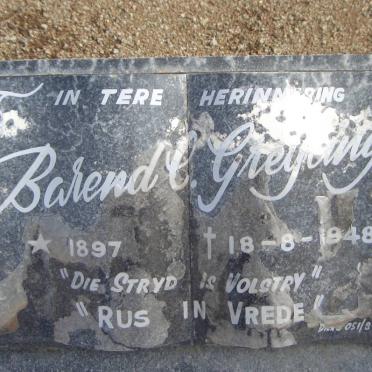 IN TERE HERINNERING
Barend C. Greyling
★ 1897 † 18-8-1948
"DIE STRYD IS VOLSTRY"
"RUS IN VREDE"